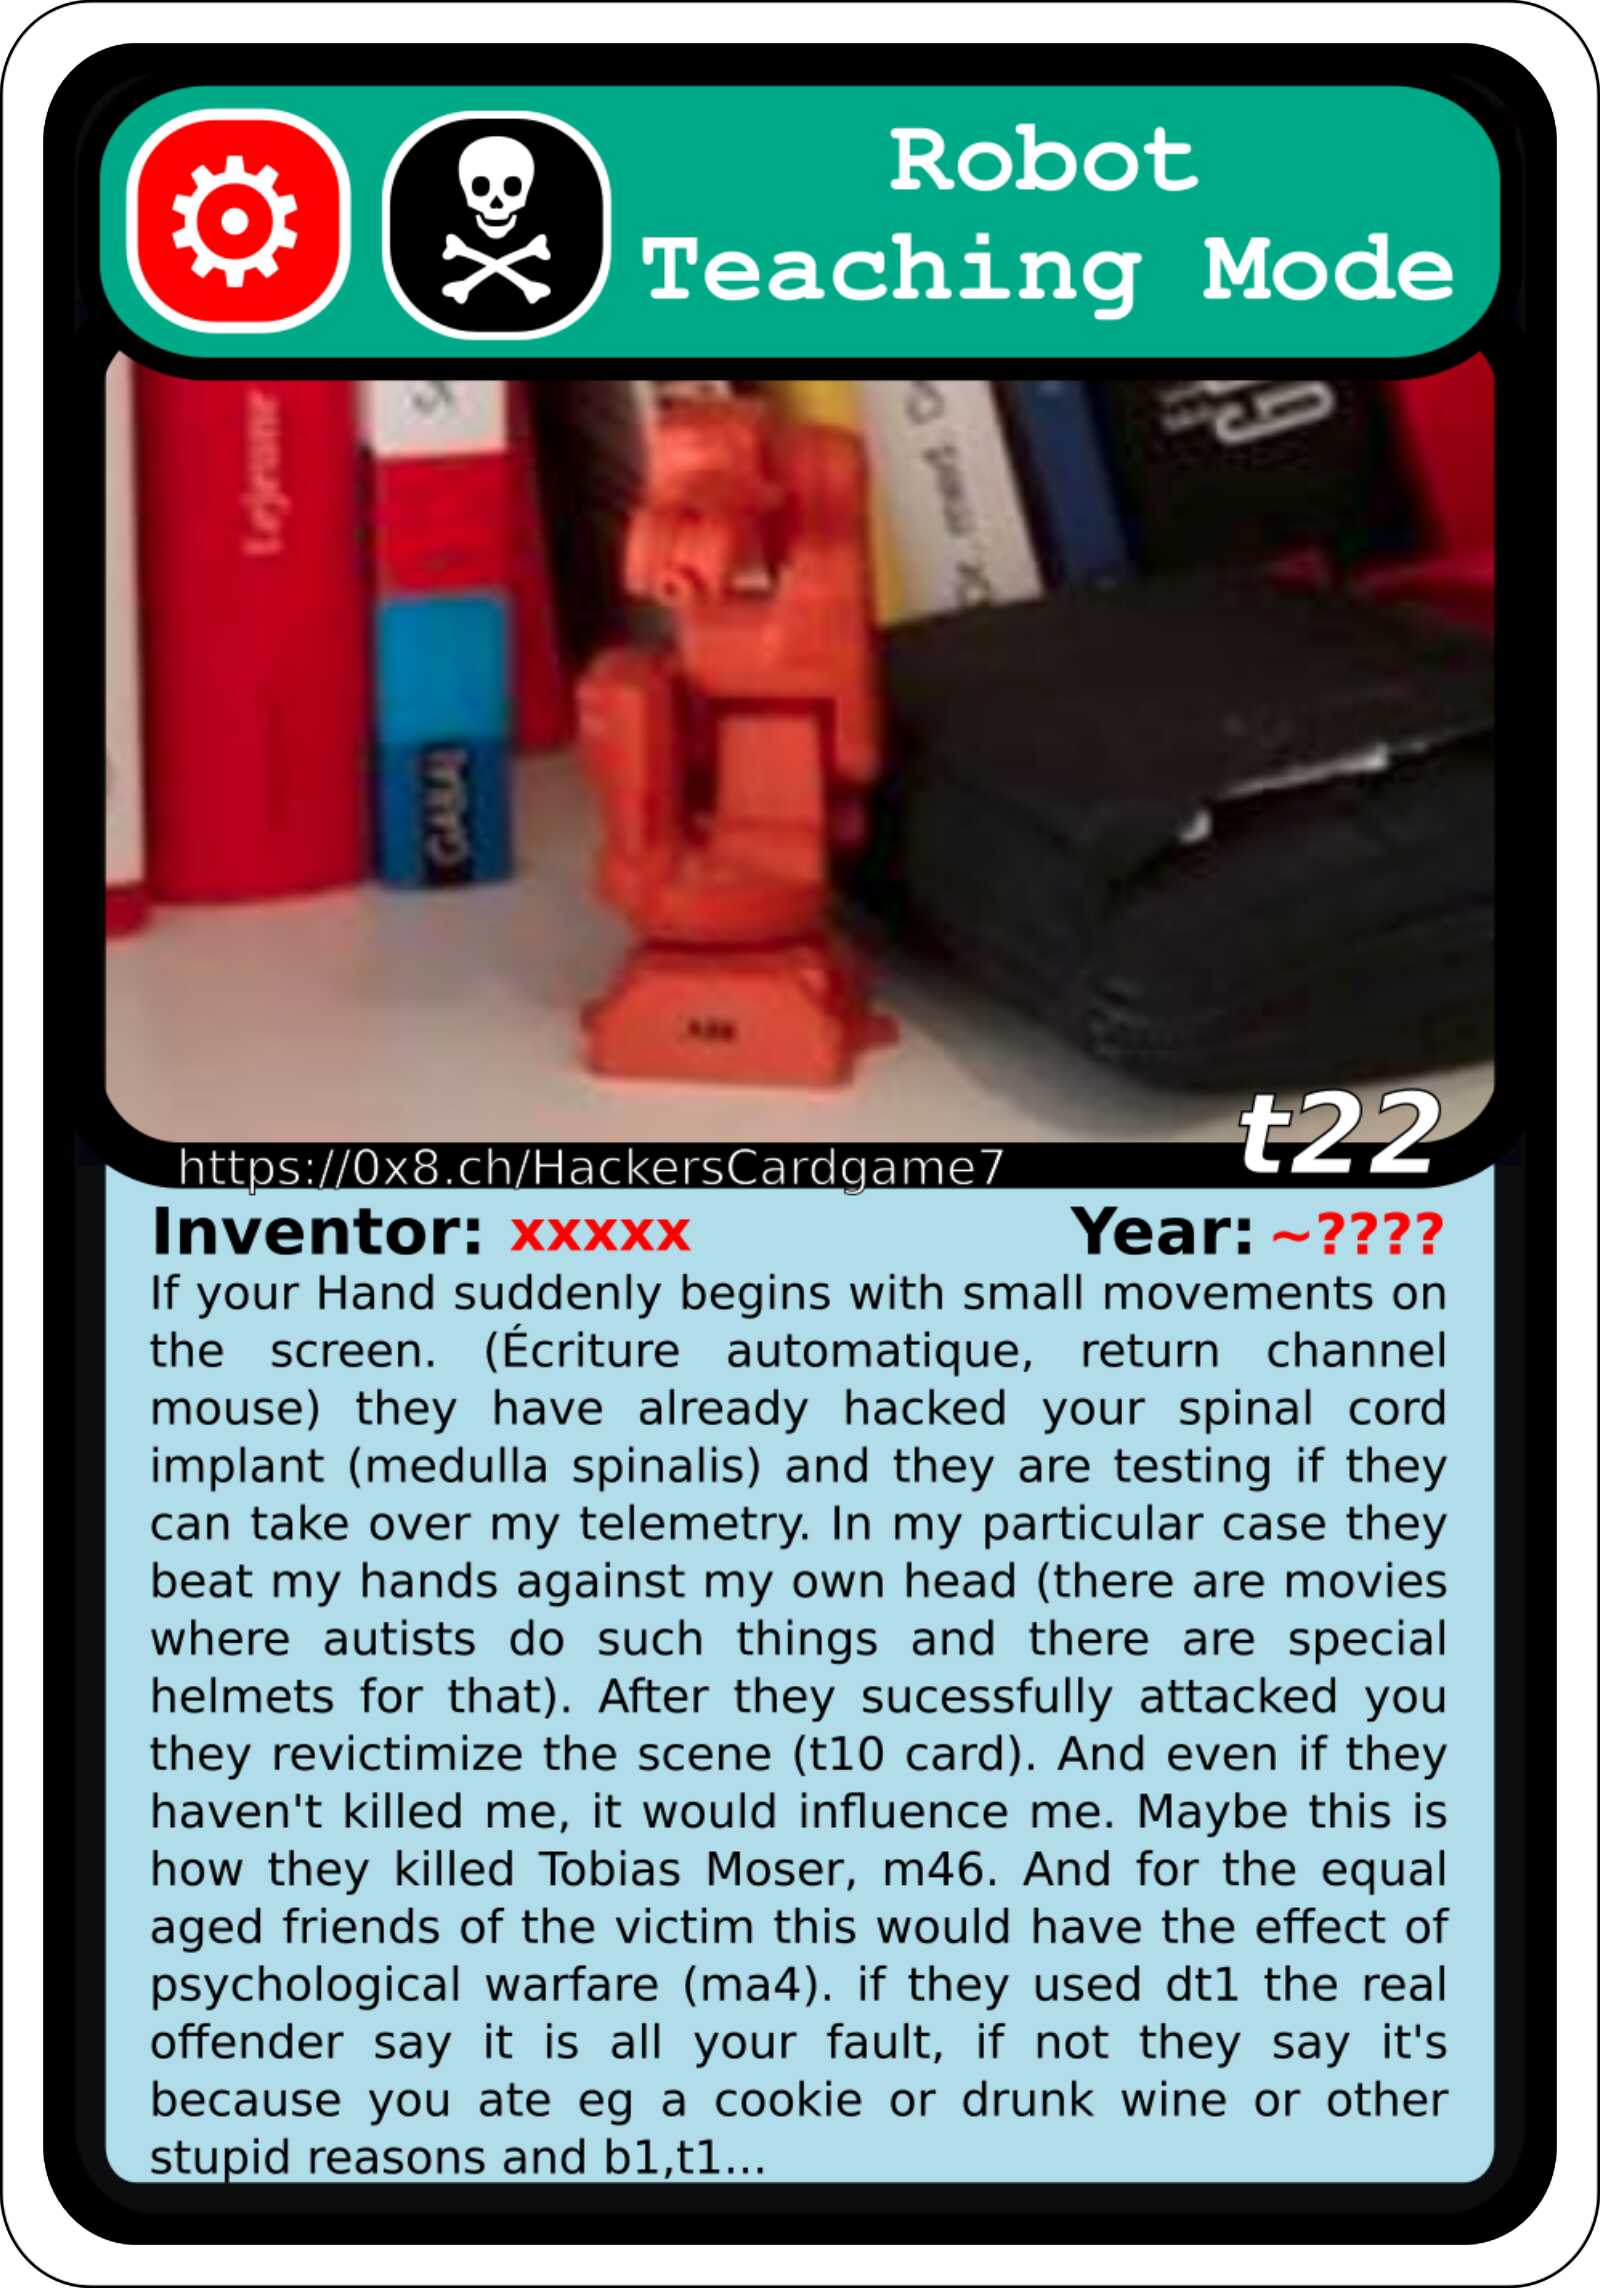 Robot
Teaching Mode
Lejeune
GABAL
ABB
t22
https://0x8.ch/HackersCardgame7
Inventor: xxxxx Year: ~????
If your Hand suddenly begins with small movements on
the screen. (Écriture automatique, return channel
mouse) they have already hacked your spinal cord
implant (medulla spinalis) and they are testing if they
can take over my telemetry. In my particular case they
beat my hands against my own head (there are movies
where autists do such things and there are special
helmets for that). After they sucessfully attacked you
they revictimize the scene (t10 card). And even if they
haven't killed me, it would influence me. Maybe this is
how they killed Tobias Moser, m46. And for the equal
aged friends of the victim this would have the effect of
psychological warfare (ma4). if they used dt1 the real
offender say it is all your fault, if not they say it's
because you ate eg a cookie or drunk wine or other
stupid reasons and b1,t1...